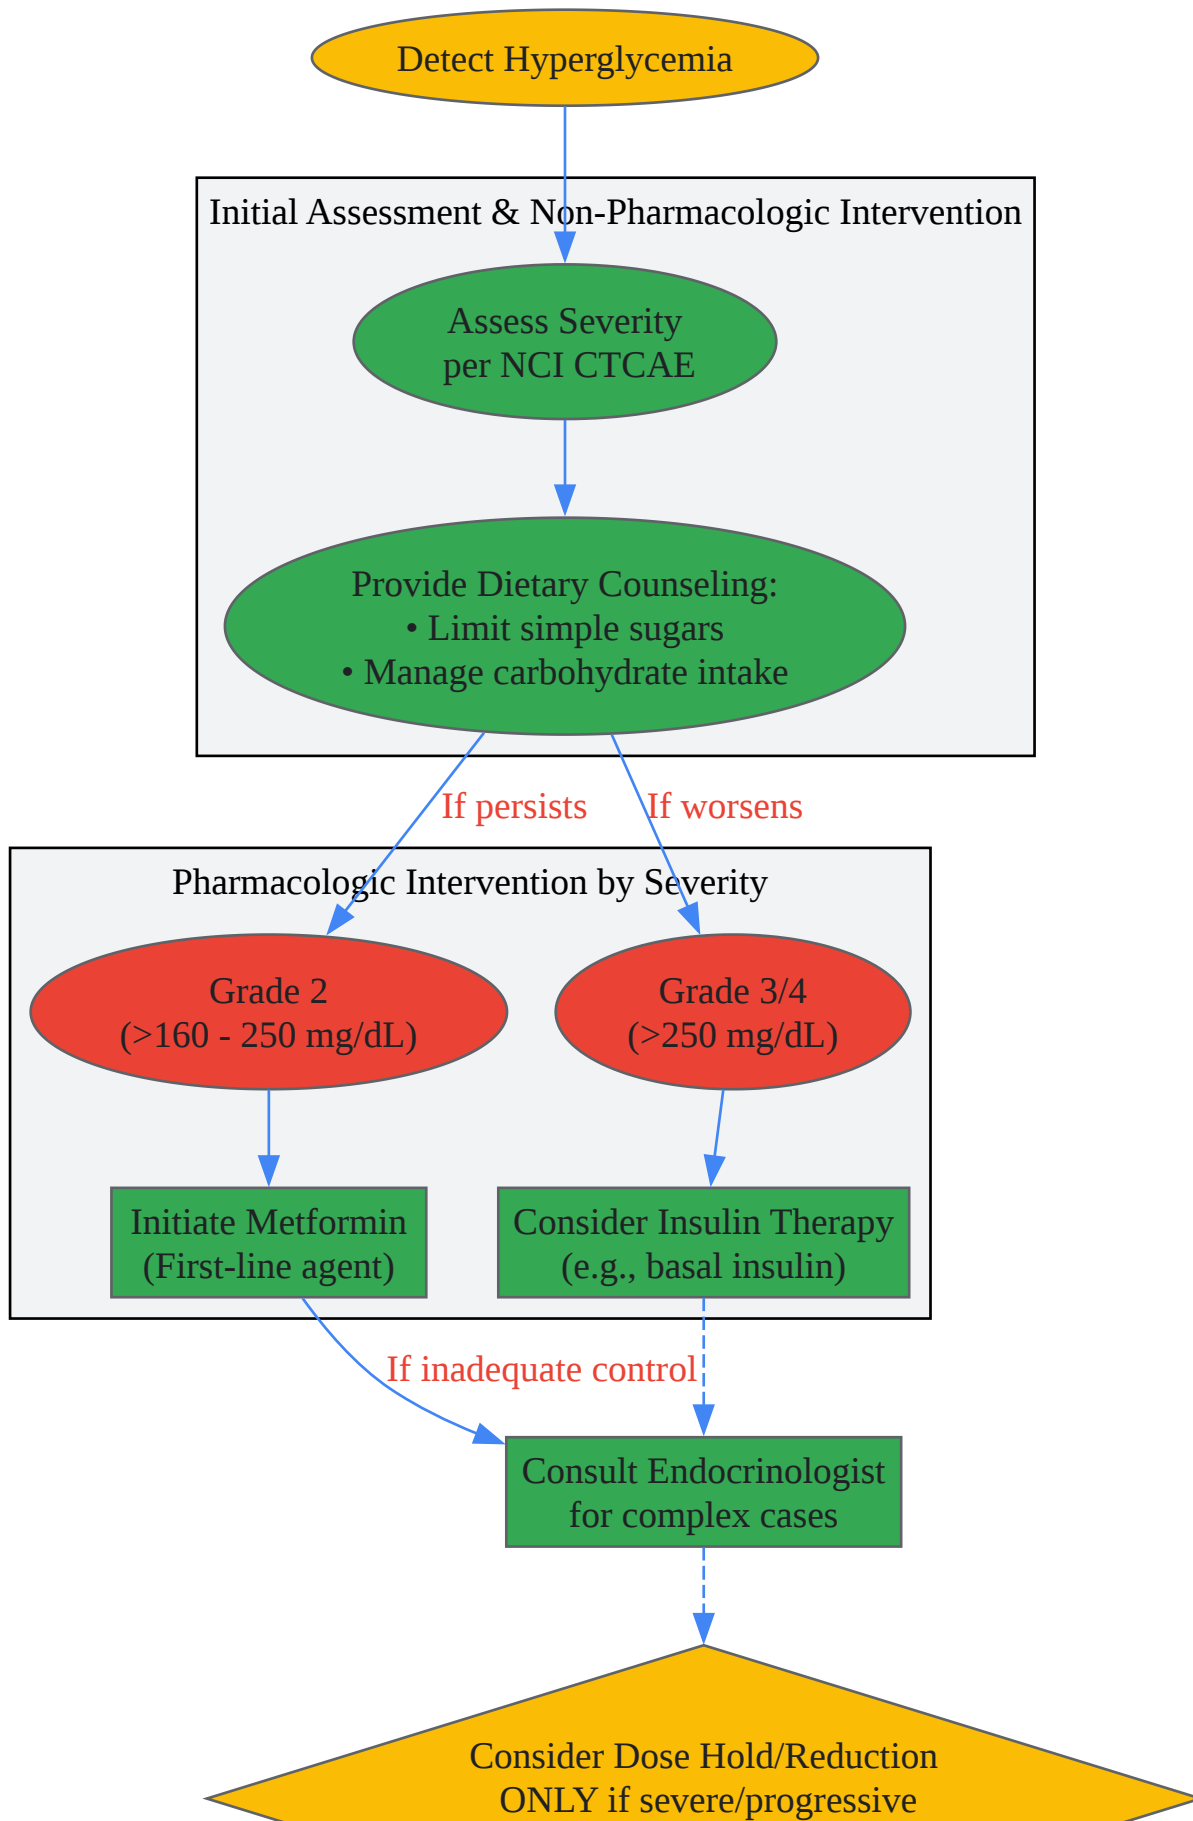 Detect Hyperglycemia
Initial Assessment & Non-Pharmacologic Intervention
Assess Severity
per NCI CTCAE
Provide Dietary Counseling:
• Limit simple sugars
• Manage carbohydrate intake
If persists
If worsens
Pharmacologic Intervention by Severity
Grade 2
(>160 - 250 mg/dL)
Grade 3/4
(>250 mg/dL)
Initiate Metformin
(First-line agent)
Consider Insulin Therapy
(e.g., basal insulin)
If inadequate control
Consult Endocrinologist
for complex cases
Consider Dose Hold/Reduction
ONLY if severe/progressive